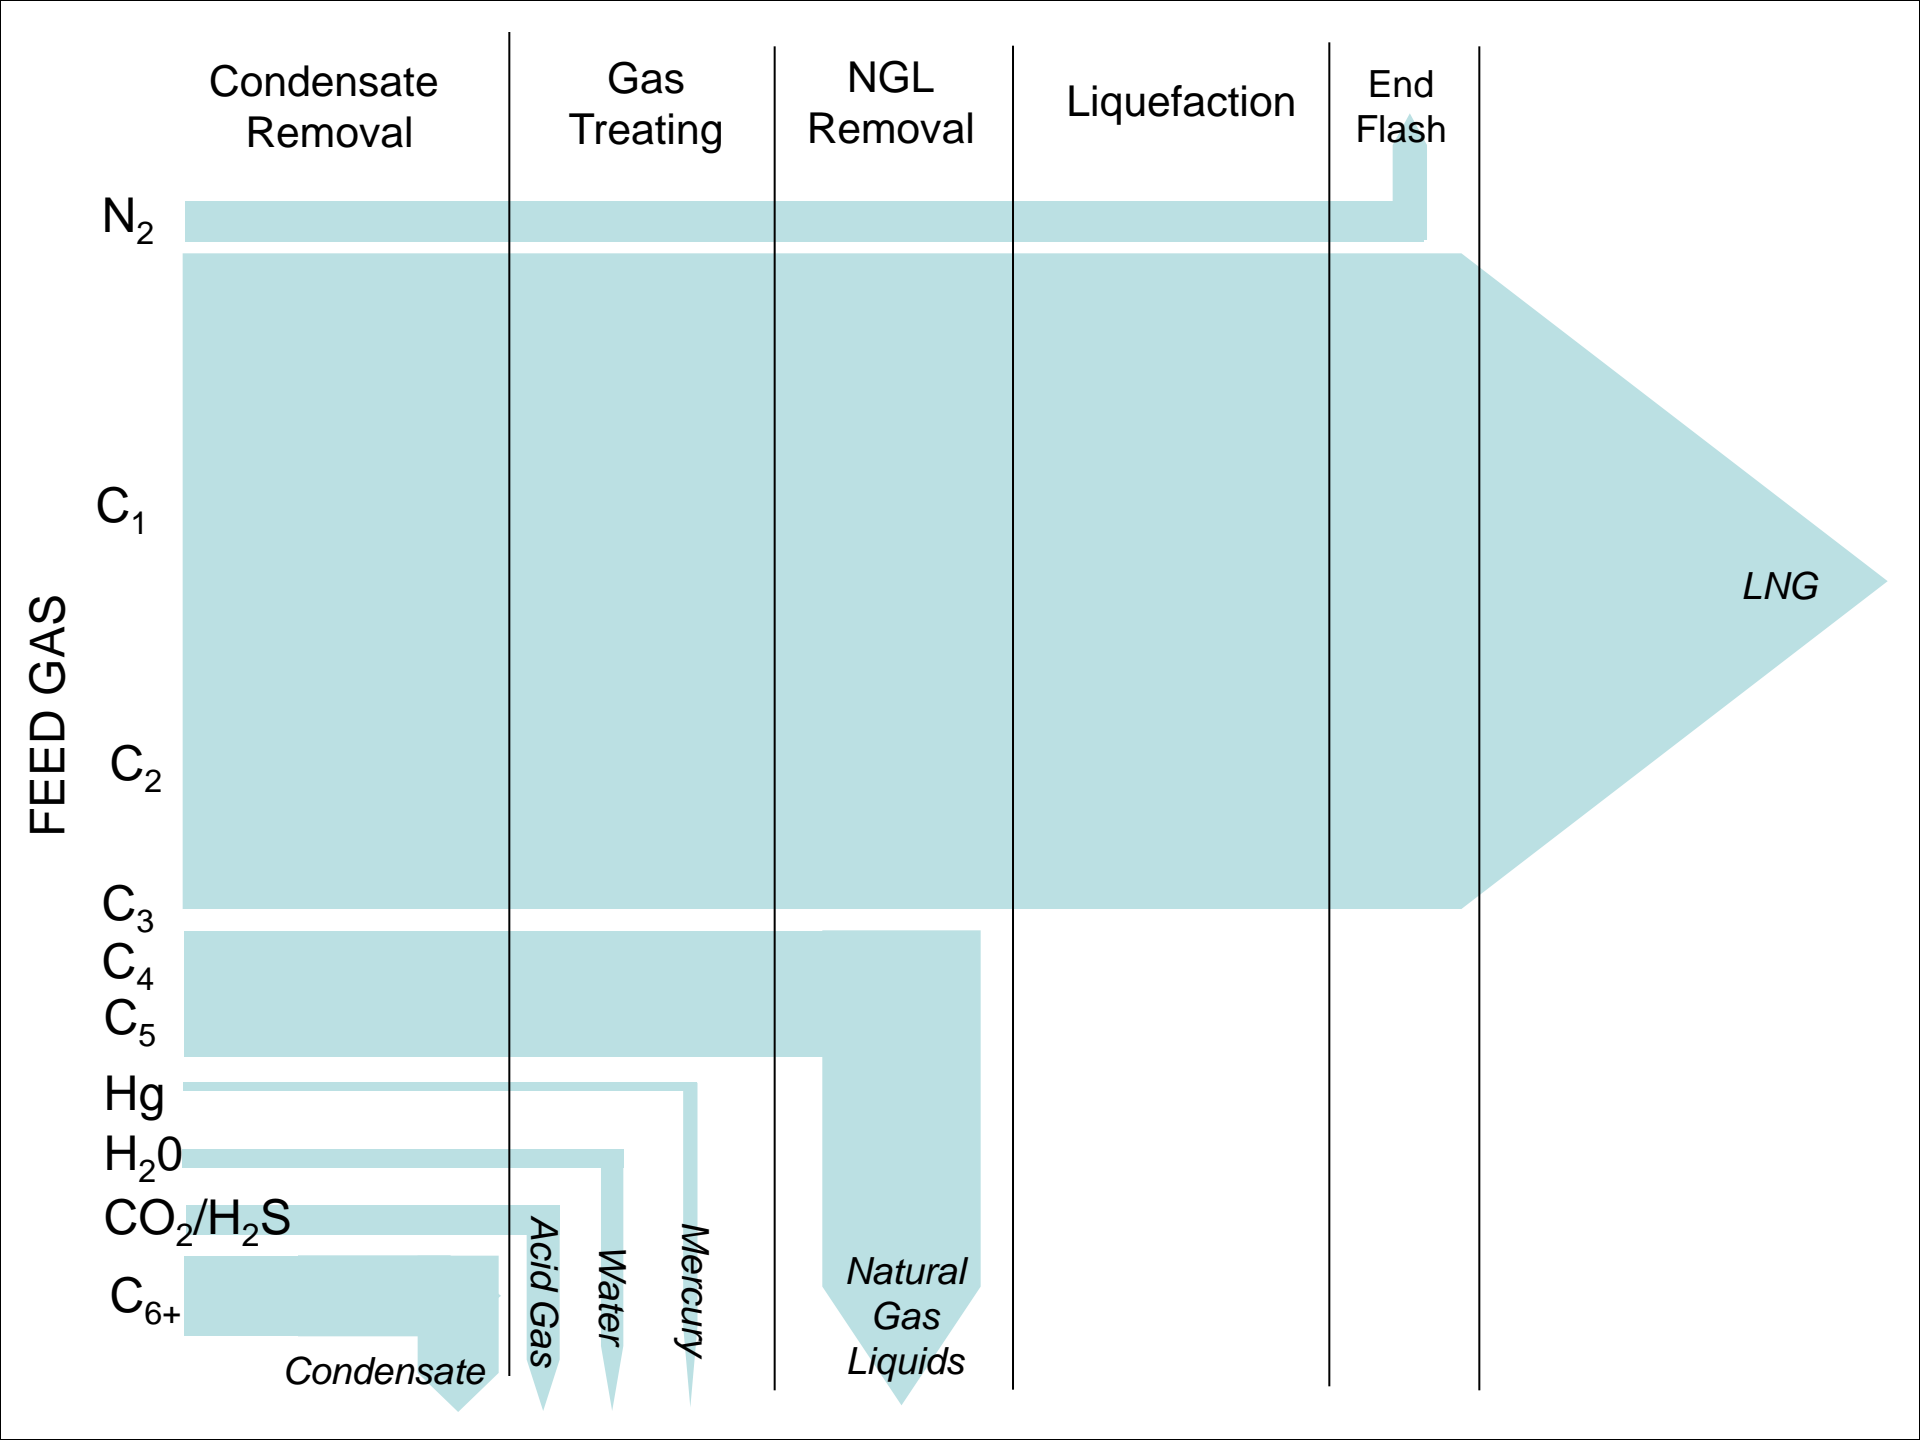 Condensate
Removal
Gas
Treating
NGL
Removal
Liquefaction
End
Flash
FEED GAS
N₂
C₁
C₂
C₃
C₄
C₅
Hg
H₂0
CO₂/H₂S
C₆₊
LNG
Condensate
Acid Gas
Water
Mercury
Natural
Gas
Liquids